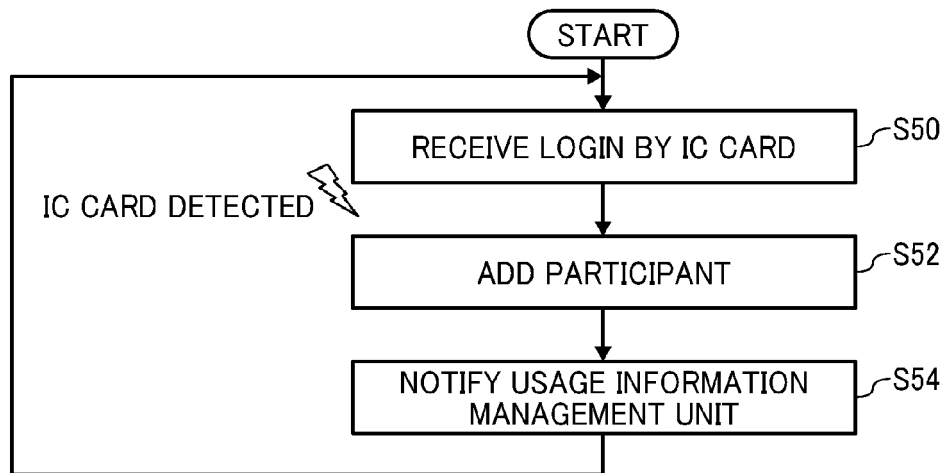 START
RECEIVE LOGIN BY IC CARD
S50
IC CARD DETECTED
ADD PARTICIPANT
S52
NOTIFY USAGE INFORMATION
MANAGEMENT UNIT
S54